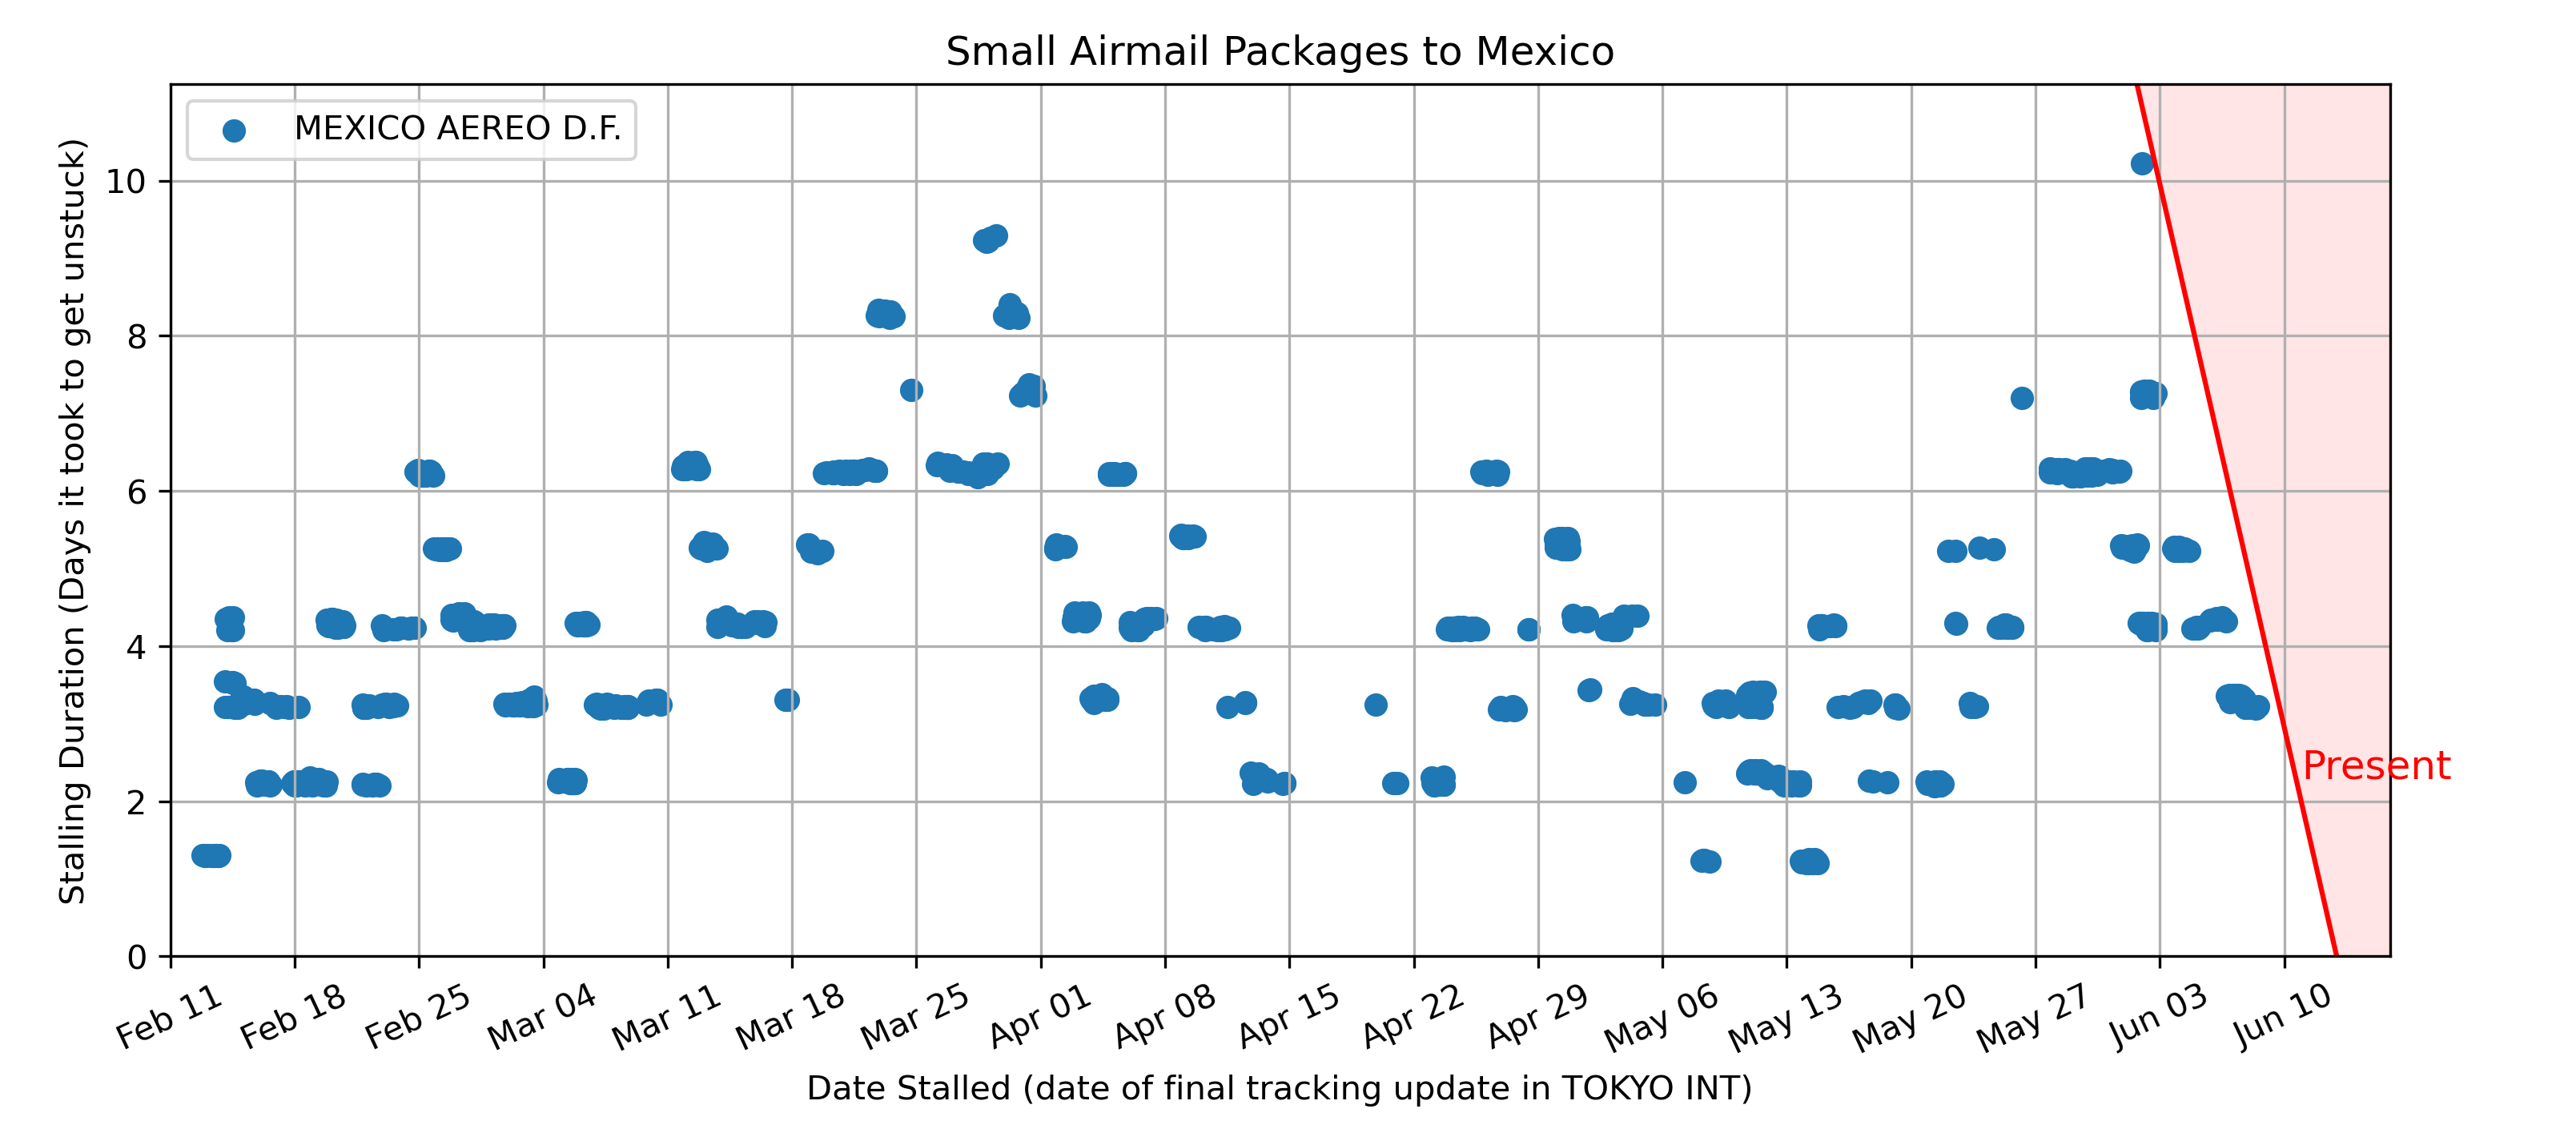 Small Airmail Packages to Mexico
MEXICO AEREO D.F.
Stalling Duration (Days it took to get unstuck)
10
8
6
4
2
0
Present
Feb 11
Feb 18
Feb 25
Mar 04
Mar 11
Mar 18
Mar 25
Apr 01
Apr 08
Apr 15
Apr 22
Apr 29
May 06
May 13
May 20
May 27
Jun 03
Jun 10
Date Stalled (date of final tracking update in TOKYO INT)